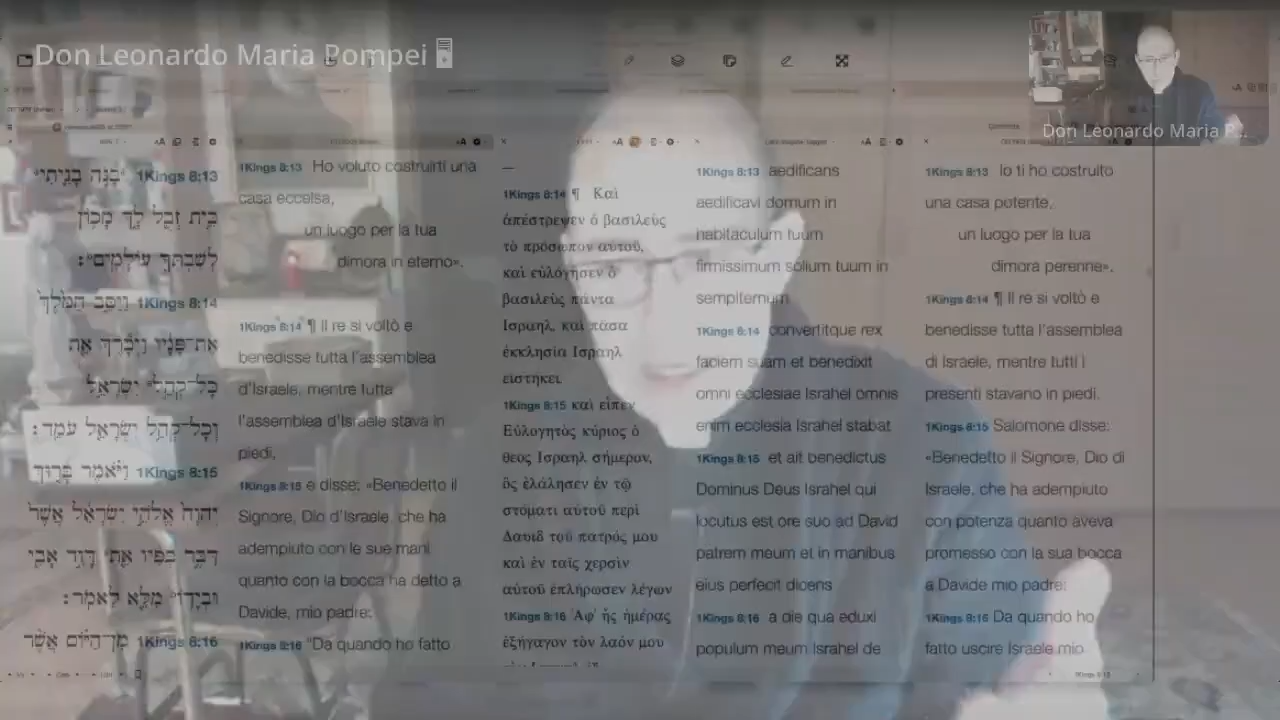 Don Leonardo Maria Pompei
Don Leonardo Maria P...
1Kings 8:13 בָּנֹה בָנִיתִי
בֵּית זְבֻל לָךְ מָכוֹן
לְשִׁבְתְּךָ עוֹלָמִים׃
1Kings 8:14 וַיַּסֵּב הַמֶּלֶךְ
אֶת־פָּנָיו וַיְבָרֶךְ אֵת
כָּל־קְהַל יִשְׂרָאֵל
וְכָל־קְהַל יִשְׂרָאֵל עֹמֵד׃
1Kings 8:15 וַיֹּאמֶר בָּרוּךְ
יְהוָה אֱלֹהֵי יִשְׂרָאֵל אֲשֶׁר
דִּבֶּר בְּפִיו אֵת דָּוִד אָבִי
וּבְיָדוֹ מִלֵּא לֵאמֹר׃
1Kings 8:16 מִן־הַיּוֹם אֲשֶׁר
1Kings 8:13 Ho voluto costruirti una
casa eccelsa,
un luogo per la tua
dimora in eterno».
1Kings 8:14 ¶ Il re si voltò e
benedisse tutta l'assemblea
d'Israele, mentre tutta
l'assemblea d'Israele stava in
piedi,
1Kings 8:15 e disse: «Benedetto il
Signore, Dio d'Israele, che ha
adempiuto con le sue mani
quanto con la bocca ha detto a
Davide, mio padre:
1Kings 8:16 "Da quando ho fatto
—
1Kings 8:14 ¶ Καὶ
ἀπέστρεψεν ὁ βασιλεὺς
τὸ πρόσωπον αὐτοῦ,
καὶ εὐλόγησεν ὁ
βασιλεὺς πάντα
Ισραηλ, καὶ πᾶσα
ἐκκλησία Ισραηλ
εἱστήκει.
1Kings 8:15 καὶ εἶπεν
Εὐλογητὸς κύριος ὁ
θεὸς Ισραηλ σήμερον,
ὃς ἐλάλησεν ἐν τῷ
στόματι αὐτοῦ περὶ
Δαυιδ τοῦ πατρός μου
καὶ ἐν ταῖς χερσὶν
αὐτοῦ ἐπλήρωσεν λέγων
1Kings 8:16 Ἀφ᾽ ἧς ἡμέρας
ἐξήγαγον τὸν λαόν μου
1Kings 8:13 aedificans
aedificavi domum in
habitaculum tuum
firmissimum solium tuum in
sempiternum
1Kings 8:14 convertitque rex
faciem suam et benedixit
omni ecclesiae Israhel omnis
enim ecclesia Israhel stabat
1Kings 8:15 et ait benedictus
Dominus Deus Israhel qui
locutus est ore suo ad David
patrem meum et in manibus
eius perfecit dicens
1Kings 8:16 a die qua eduxi
populum meum Israhel de
1Kings 8:13 Io ti ho costruito
una casa potente,
un luogo per la tua
dimora perenne».
1Kings 8:14 ¶ Il re si voltò e
benedisse tutta l'assemblea
di Israele, mentre tutti i
presenti stavano in piedi.
1Kings 8:15 Salomone disse:
«Benedetto il Signore, Dio di
Israele, che ha adempiuto
con potenza quanto aveva
promesso con la sua bocca
a Davide mio padre:
1Kings 8:16 Da quando ho
fatto uscire Israele mio
1Kings 8:13